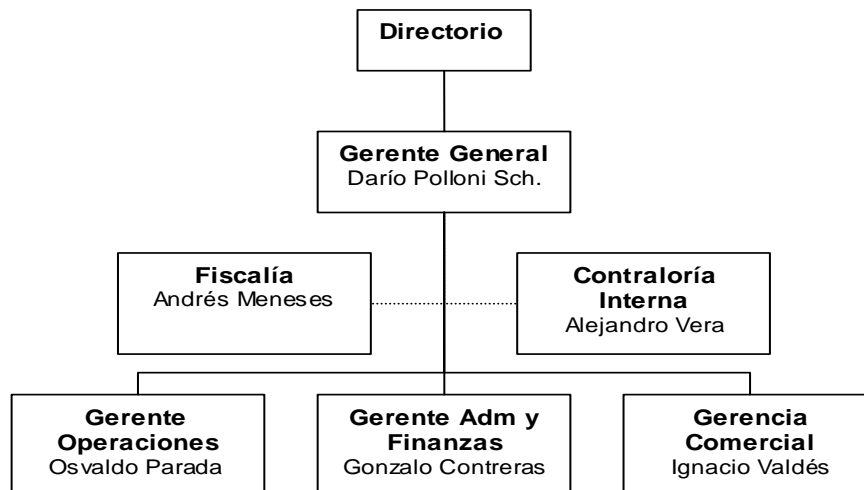 Directorio
Gerente General
Darío Polloni Sch.
Fiscalía
Andrés Meneses
Contraloría
Interna
Alejandro Vera
Gerente
Operaciones
Osvaldo Parada
Gerente Adm y
Finanzas
Gonzalo Contreras
Gerencia
Comercial
Ignacio Valdés